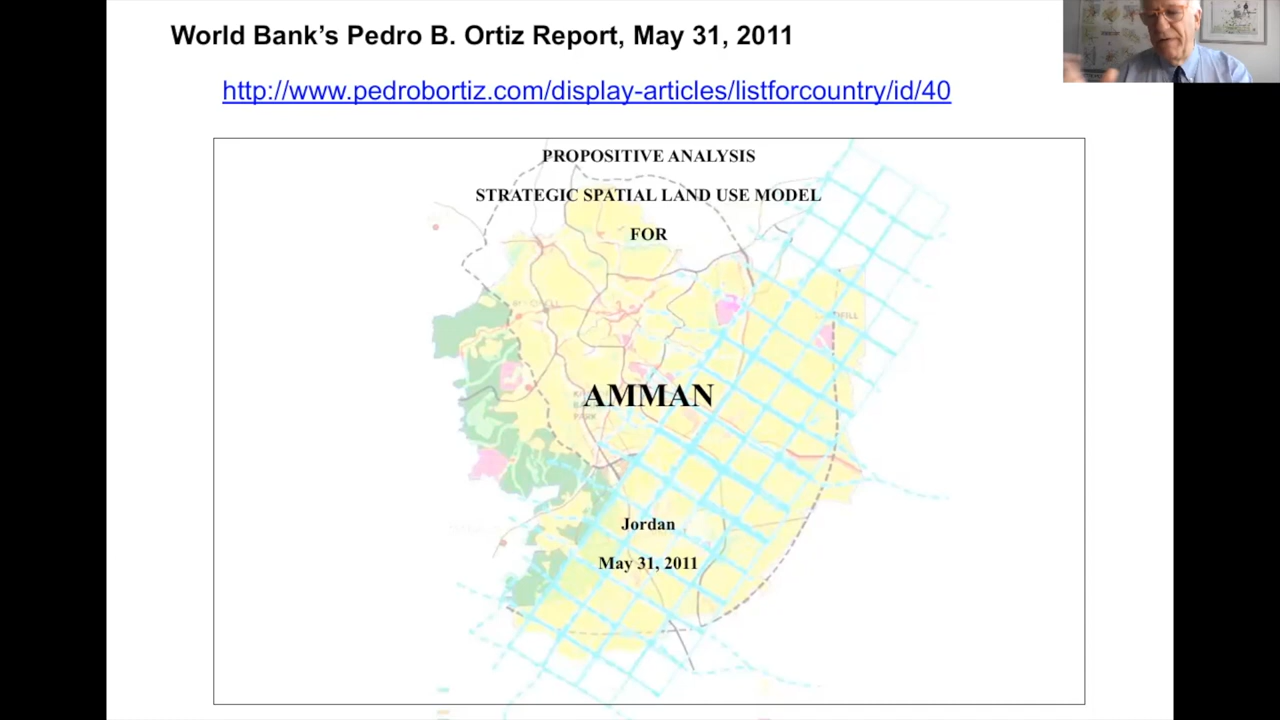 World Bank’s Pedro B. Ortiz Report, May 31, 2011
http://www.pedrobortiz.com/display-articles/listforcountry/id/40
PROPOSITIVE ANALYSIS
STRATEGIC SPATIAL LAND USE MODEL
FOR
AMMAN
PARK
Jordan
May 31, 2011